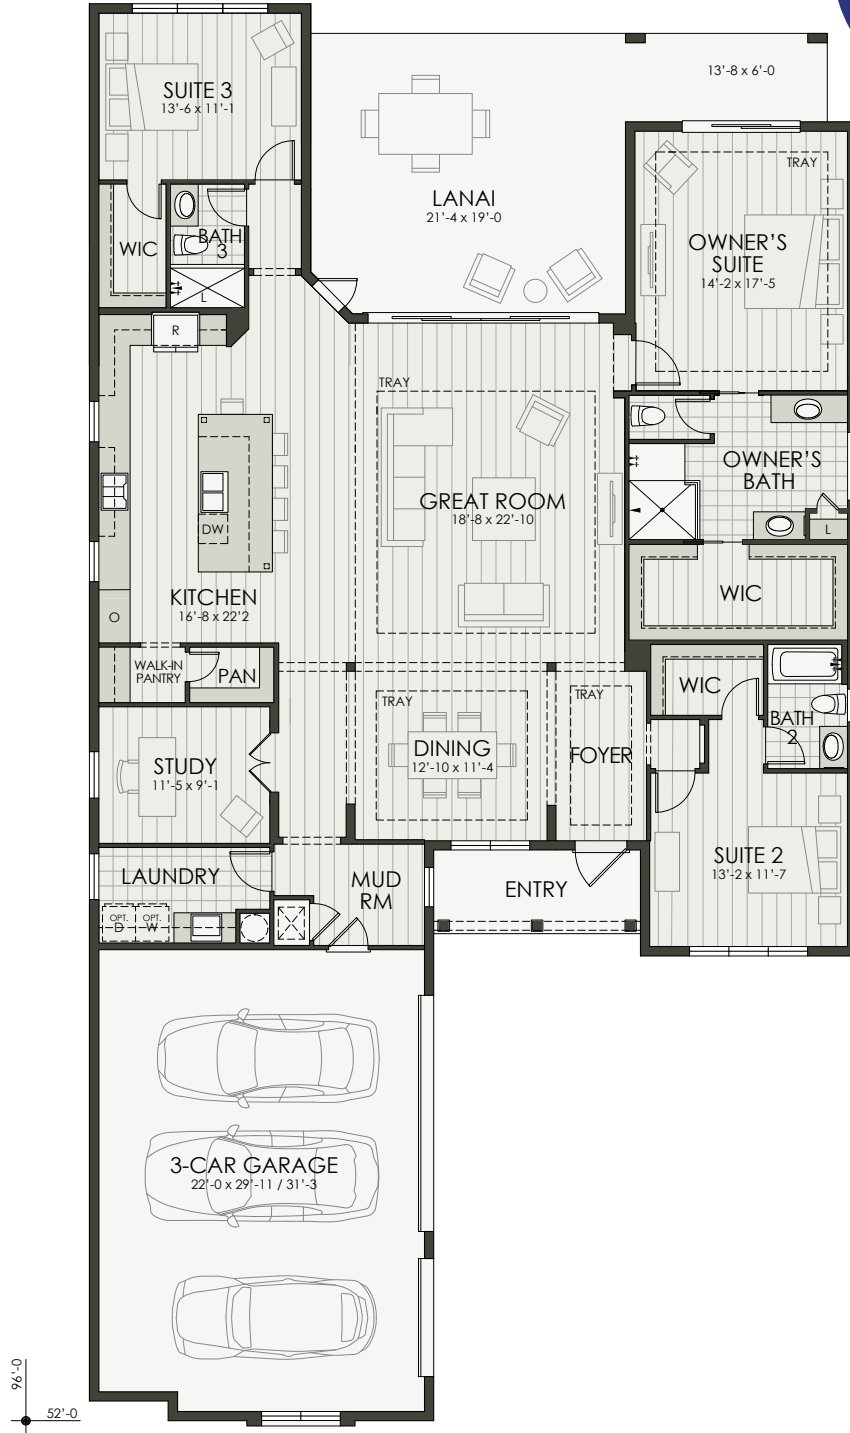 SUITE 3
13'-6 x 11'-1
13'-8 x 6'-0
LANAI
21'-4 x 19'-0
TRAY
OWNER'S
SUITE
14'-2 x 17'-5
WIC
BATH
3
L
R
TRAY
GREAT ROOM
18'-8 x 22'-10
OWNER'S
BATH
L
DW
KITCHEN
16'-8 x 22'2
WIC
WALK-IN
PANTRY
PAN
WIC
BATH
2
TRAY
DINING
12'-10 x 11'-4
TRAY
FOYER
STUDY
11'-5 x 9'-1
SUITE 2
13'-2 x 11'-7
LAUNDRY
OPT.
D
OPT.
W
MUD
RM
ENTRY
3-CAR GARAGE
22'-0 x 29'-11 / 31'-3
96'-0
52'-0